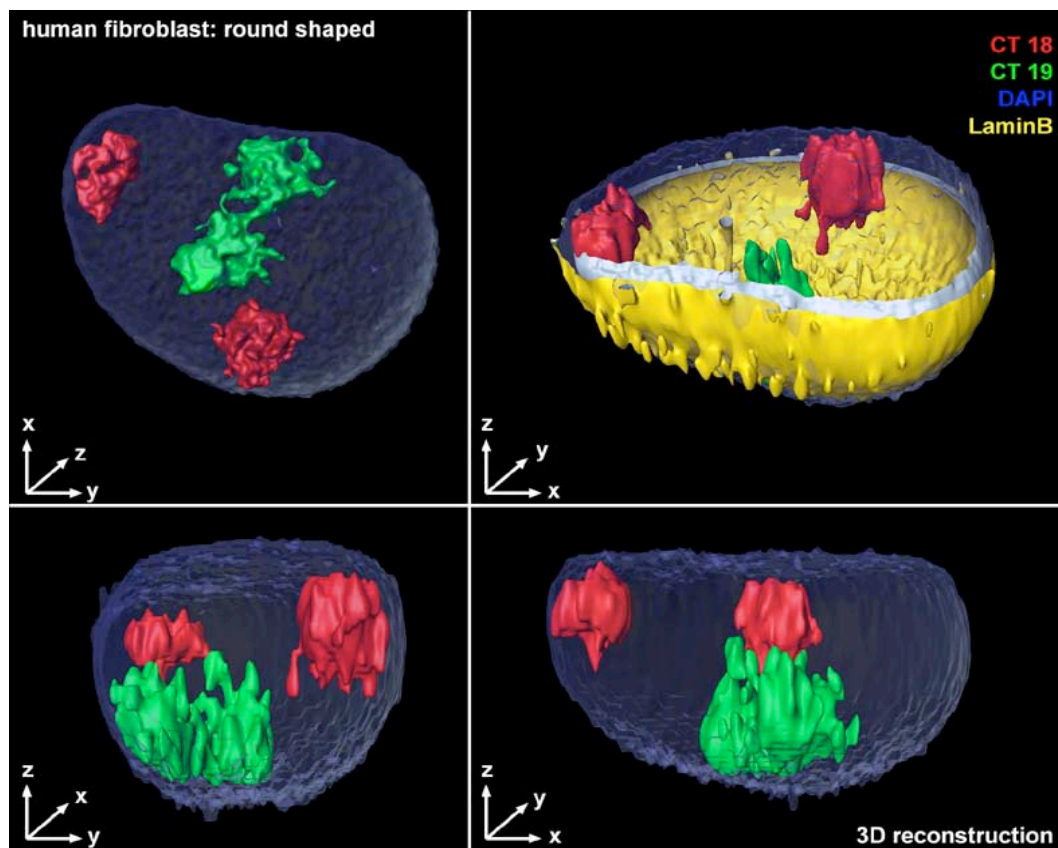 human fibroblast: round shaped
CT 18
CT 19
DAPI
LaminB
x
z
y
z
y
x
z
x
y
z
y
x
3D reconstruction